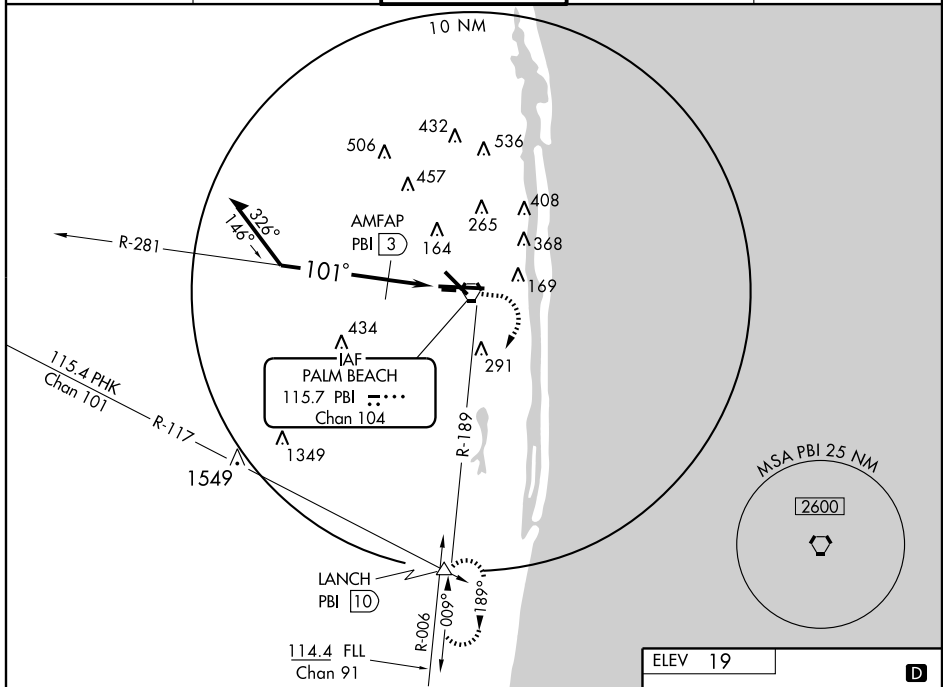 10 NM
432
506
536
457
408
265
AMFAP
PBI 3
164
368
326°
146°
R-281
101°
169
434
291
IAF
PALM BEACH
115.7 PBI
Chan 104
115.4 PHK
Chan 101
R-117
R-189
1349
1549
MSA PBI 25 NM
2600
LANCH
PBI 10
R-006
009°
189°
114.4 FLL
Chan 91
ELEV 19
D